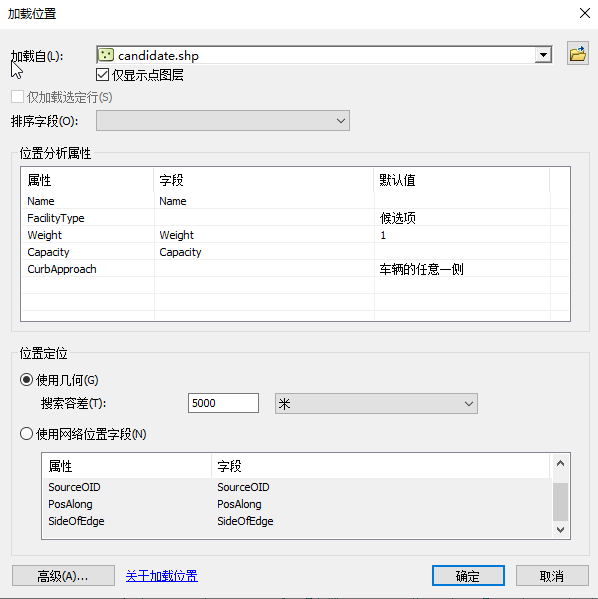 加载位置
加载自(L):
candidate.shp
仅显示点图层
仅加载选定行(S)
排序字段(O):
位置分析属性
属性 字段 默认值
Name Name
FacilityType 候选项
Weight Weight 1
Capacity Capacity
CurbApproach 车辆的任意一侧
位置定位
使用几何(G)
搜索容差(T): 5000 米
使用网络位置字段(N)
属性 字段
SourceOID SourceOID
PosAlong PosAlong
SideOfEdge SideOfEdge
高级(A)... 关于加载位置 确定 取消